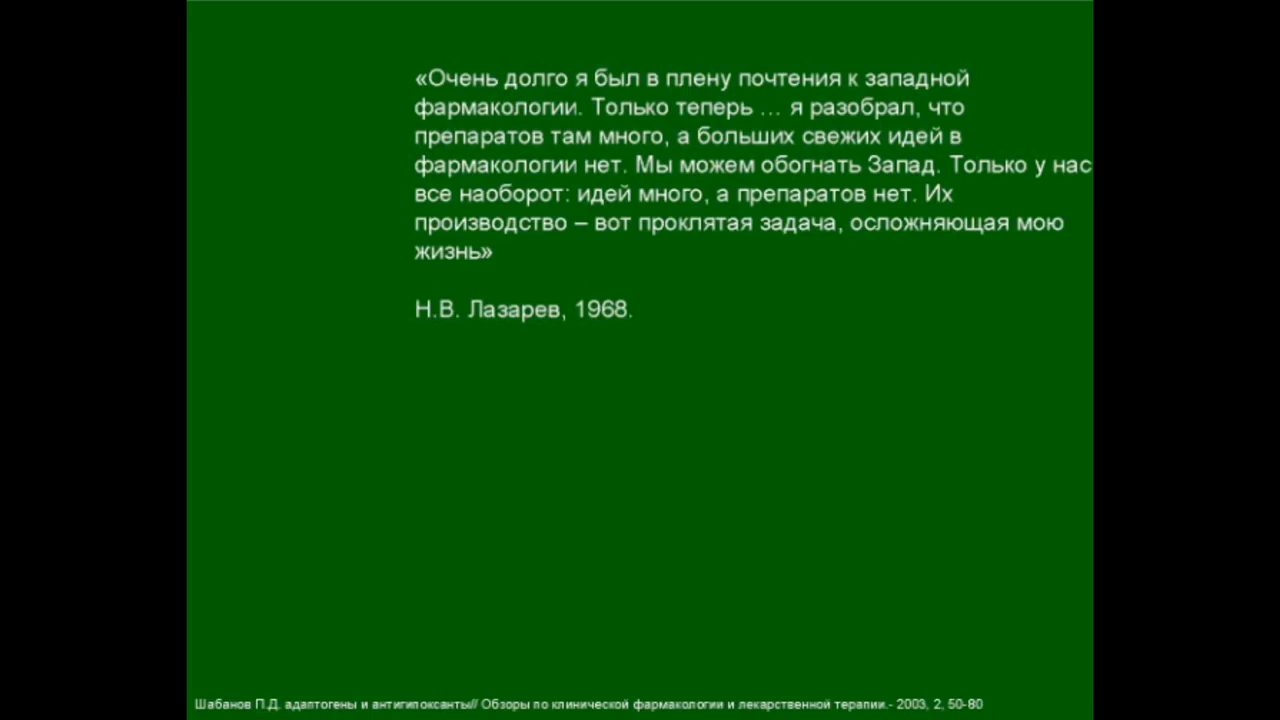 «Очень долго я был в плену почтения к западной
фармакологии. Только теперь … я разобрал, что
препаратов там много, а больших свежих идей в
фармакологии нет. Мы можем обогнать Запад. Только у нас
все наоборот: идей много, а препаратов нет. Их
производство – вот проклятая задача, осложняющая мою
жизнь»
Н.В. Лазарев, 1968.
Шабанов П.Д. адаптогены и антигипоксанты// Обзоры по клинической фармакологии и лекарственной терапии.- 2003, 2, 50-80